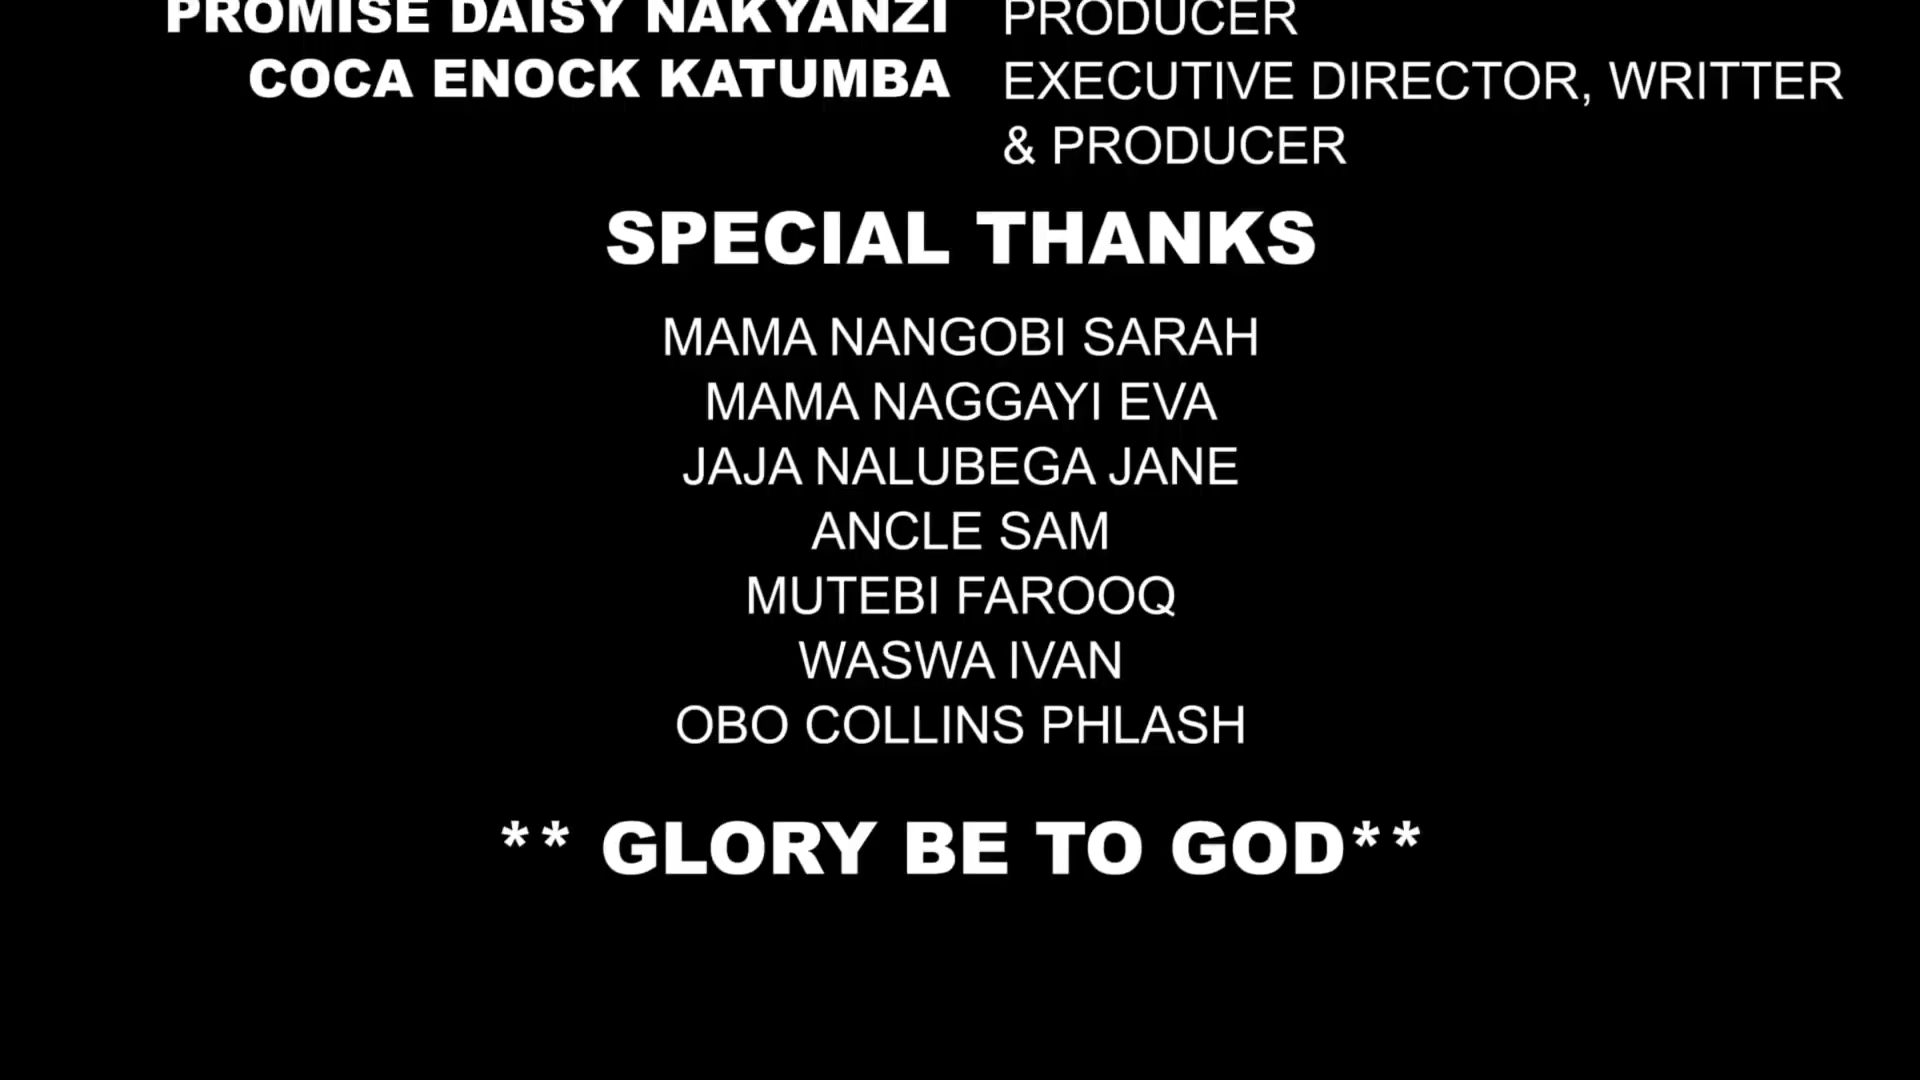 PROMISE DAISY NAKYANZI PRODUCER
COCA ENOCK KATUMBA EXECUTIVE DIRECTOR, WRITTER
& PRODUCER
SPECIAL THANKS
MAMA NANGOBI SARAH
MAMA NAGGAYI EVA
JAJA NALUBEGA JANE
ANCLE SAM
MUTEBI FAROOQ
WASWA IVAN
OBO COLLINS PHLASH
** GLORY BE TO GOD**